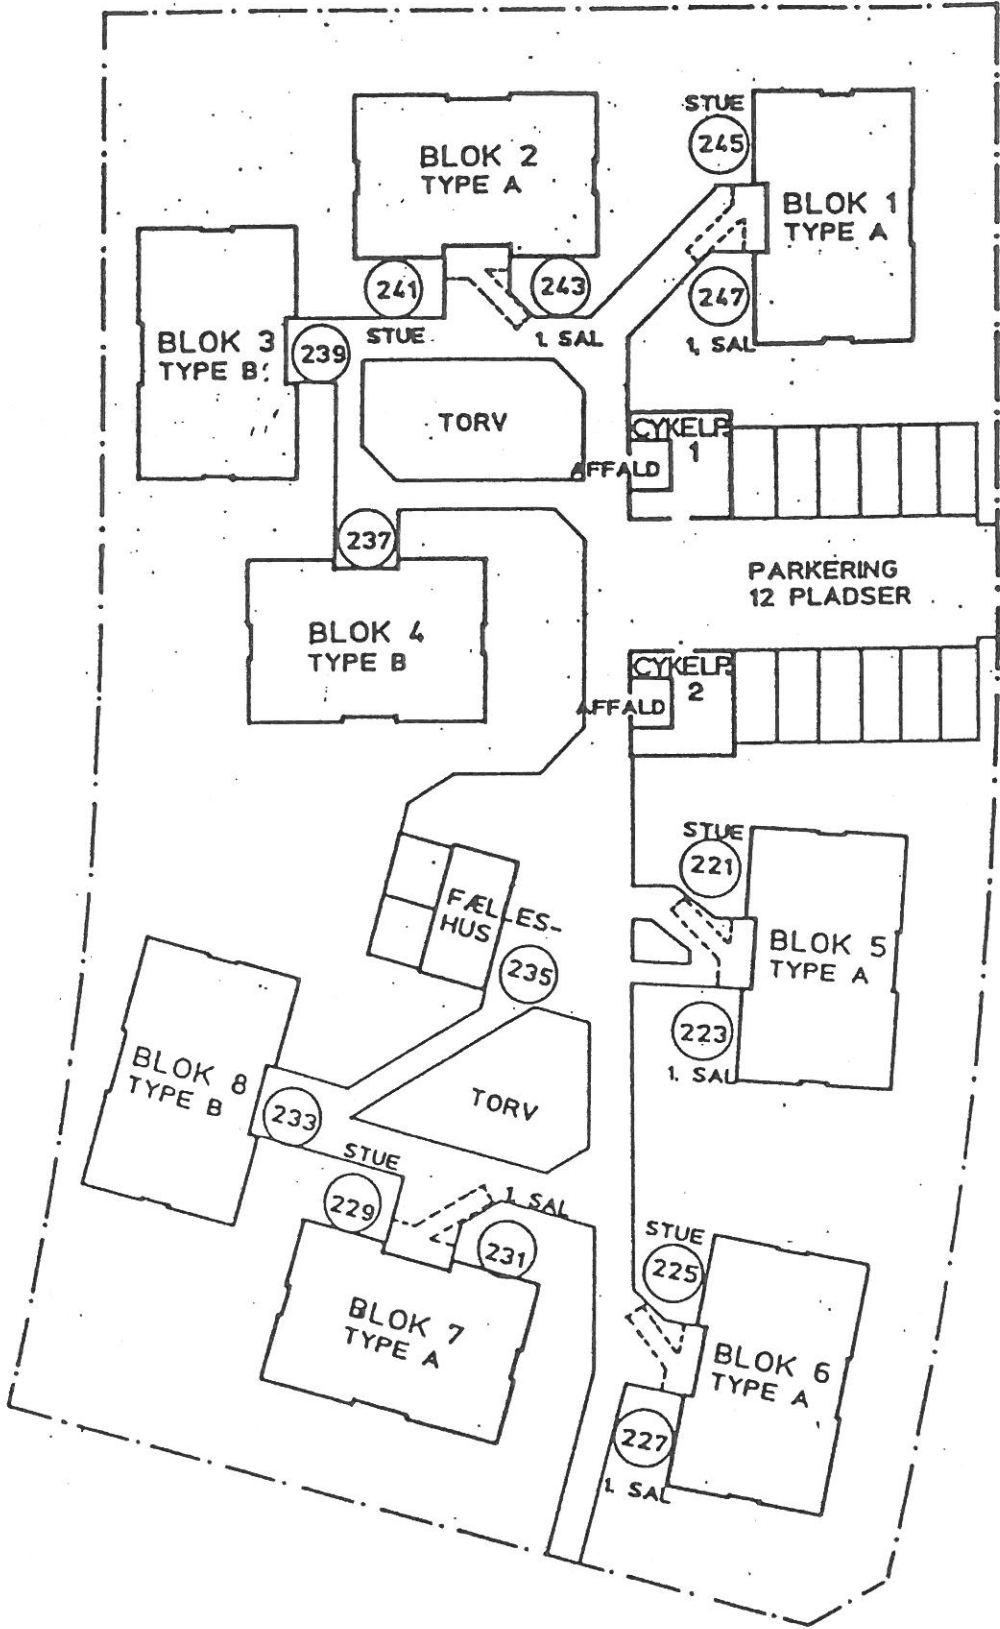 STUE
245
BLOK 2
TYPE A
BLOK 1
TYPE A
241
243
247
STUE
1. SAL
1. SAL
BLOK 3
TYPE B
239
TORV
CYKELP.
1
AFFALD
237
PARKERING
12 PLADSER
BLOK 4
TYPE B
CYKELP.
2
AFFALD
STUE
221
FÆLLES-
HUS
235
BLOK 5
TYPE A
223
1. SAL
BLOK 8
TYPE B
233
TORV
STUE
229
1. SAL
231
STUE
225
BLOK 7
TYPE A
BLOK 6
TYPE A
227
1. SAL